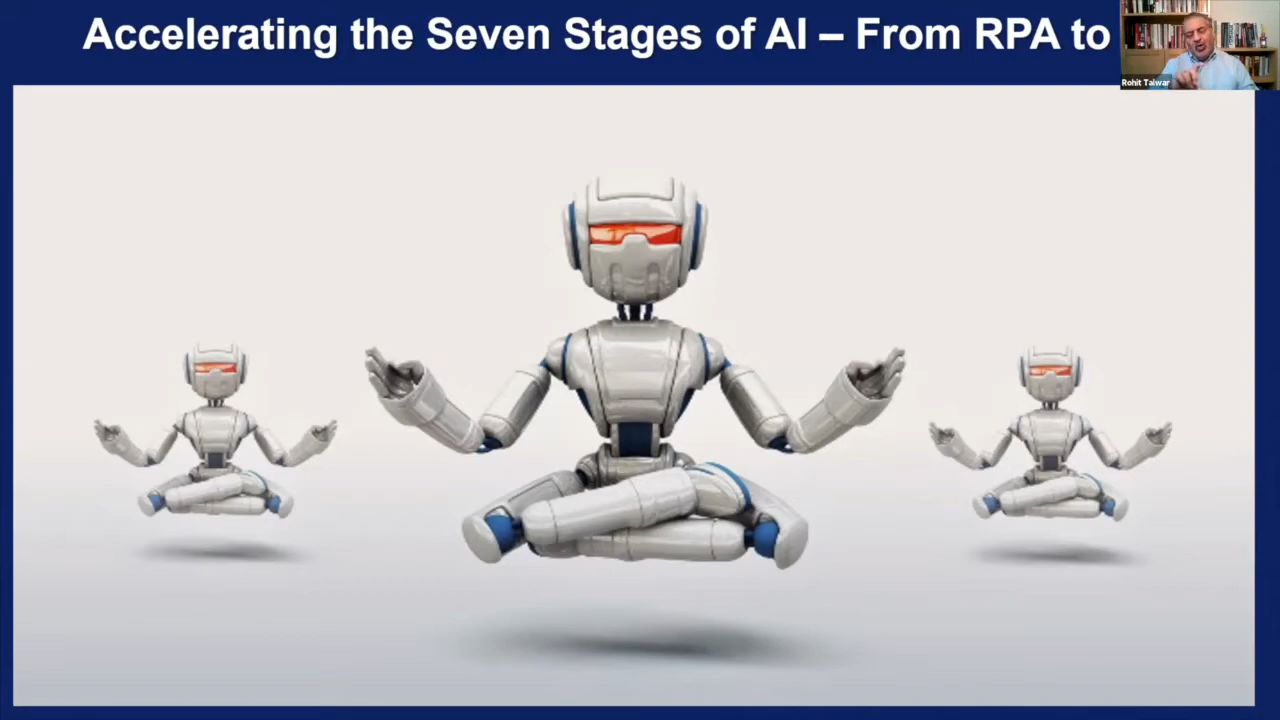 Accelerating the Seven Stages of AI – From RPA to
Rohit Talwar